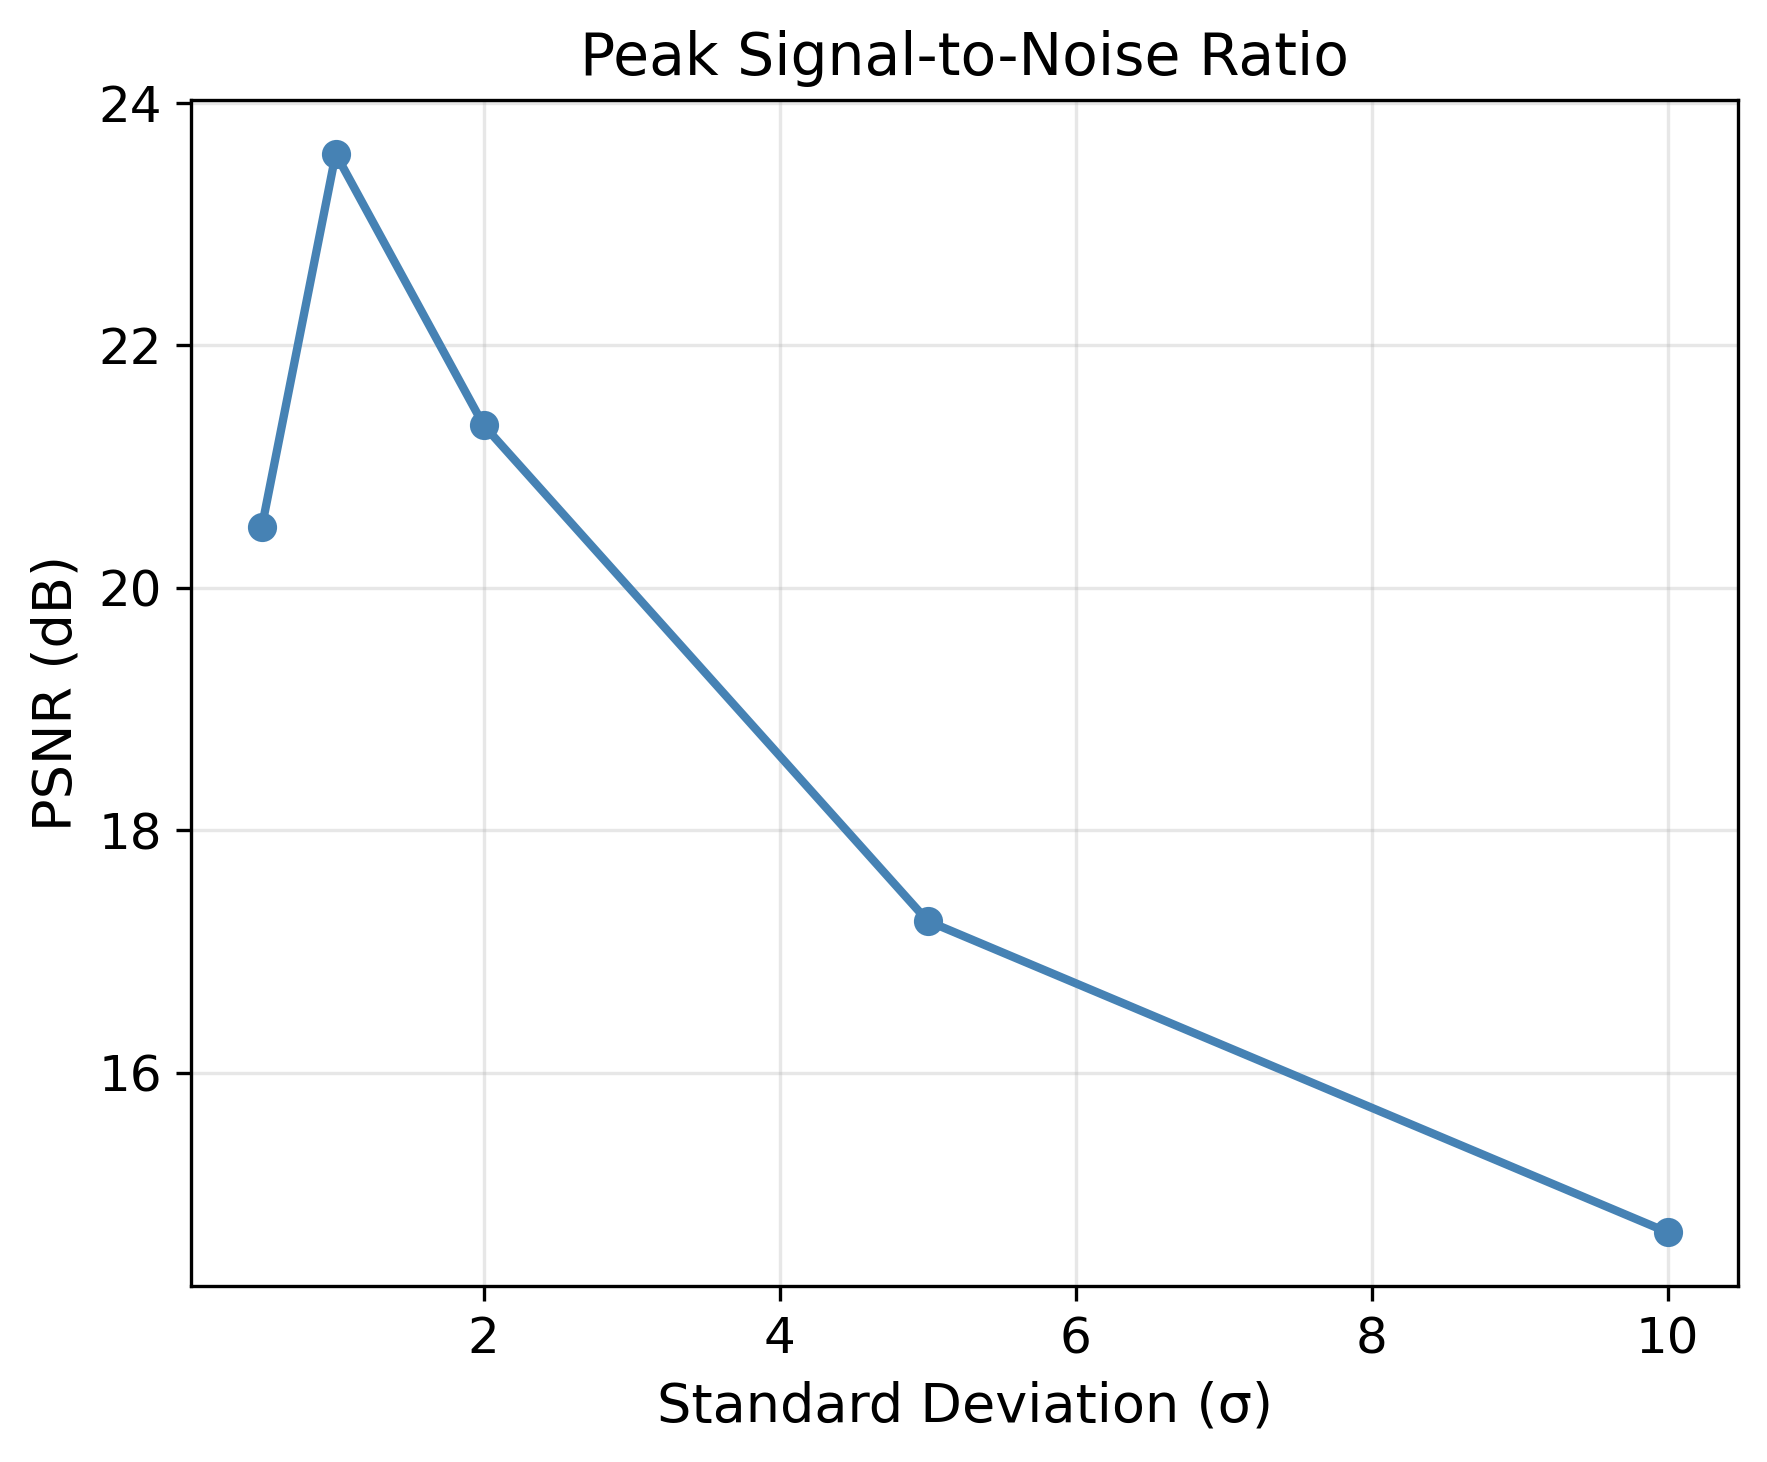 Peak Signal-to-Noise Ratio
24
22
20
18
16
PSNR (dB)
2 4 6 8 10
Standard Deviation (σ)